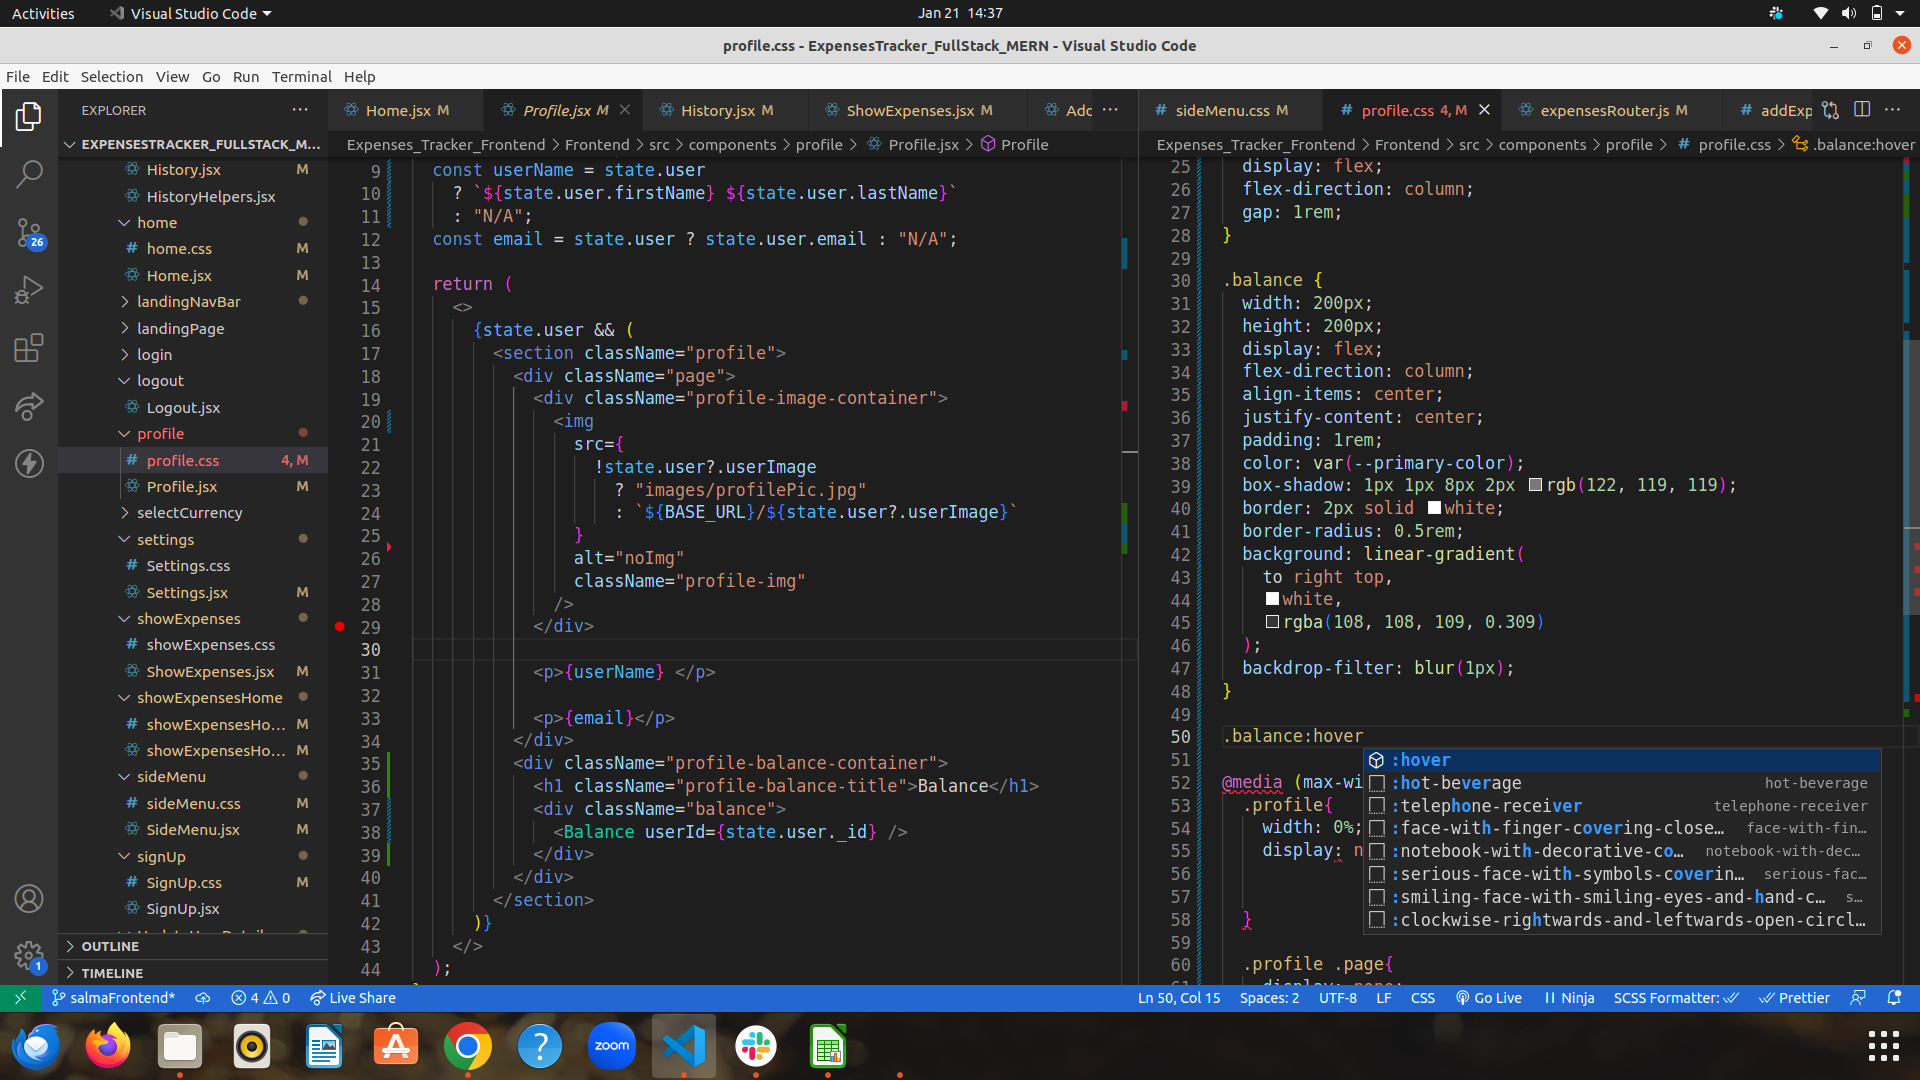 Activities
Visual Studio Code
Jan 21 14:37
profile.css - ExpensesTracker_FullStack_MERN - Visual Studio Code
File Edit Selection View Go Run Terminal Help
EXPLORER
EXPENSESTRACKER_FULLSTACK_M...
History.jsx M
HistoryHelpers.jsx
home
home.css M
Home.jsx M
landingNavBar
landingPage
login
logout
Logout.jsx
profile
profile.css 4, M
Profile.jsx M
selectCurrency
settings
Settings.css
Settings.jsx M
showExpenses
showExpenses.css
ShowExpenses.jsx M
showExpensesHome
showExpensesHo... M
showExpensesHo... M
sideMenu
sideMenu.css M
SideMenu.jsx M
signUp
SignUp.css M
SignUp.jsx
OUTLINE
TIMELINE
26
1
Home.jsx M
Profile.jsx M
History.jsx M
ShowExpenses.jsx M
Adc
Expenses_Tracker_Frontend > Frontend > src > components > profile > Profile.jsx > Profile
9 const userName = state.user
10 ? `${state.user.firstName} ${state.user.lastName}`
11 : "N/A";
12 const email = state.user ? state.user.email : "N/A";
13
14 return (
15 <>
16 {state.user && (
17 <section className="profile">
18 <div className="page">
19 <div className="profile-image-container">
20 <img
21 src={
22 !state.user?.userImage
23 ? "images/profilePic.jpg"
24 : `${BASE_URL}/${state.user?.userImage}`
25 }
26 alt="noImg"
27 className="profile-img"
28 />
29 </div>
30
31 <p>{userName} </p>
32
33 <p>{email}</p>
34 </div>
35 <div className="profile-balance-container">
36 <h1 className="profile-balance-title">Balance</h1>
37 <div className="balance">
38 <Balance userId={state.user._id} />
39 </div>
40 </div>
41 </section>
42 )}
43 </>
44 );
sideMenu.css M
profile.css 4, M
expensesRouter.js M
addExp
Expenses_Tracker_Frontend > Frontend > src > components > profile > profile.css > .balance:hover
25 display: flex;
26 flex-direction: column;
27 gap: 1rem;
28 }
29
30 .balance {
31 width: 200px;
32 height: 200px;
33 display: flex;
34 flex-direction: column;
35 align-items: center;
36 justify-content: center;
37 padding: 1rem;
38 color: var(--primary-color);
39 box-shadow: 1px 1px 8px 2px rgb(122, 119, 119);
40 border: 2px solid white;
41 border-radius: 0.5rem;
42 background: linear-gradient(
43 to right top,
44 white,
45 rgba(108, 108, 109, 0.309)
46 );
47 backdrop-filter: blur(1px);
48 }
49
50 .balance:hover
51
52 @media (max-wi
53 .profile{
54 width: 0%;
55 display: n
56
57
58 }
59
60 .profile .page{
:hover
:hot-beverage hot-beverage
:telephone-receiver telephone-receiver
:face-with-finger-covering-close... face-with-fin...
:notebook-with-decorative-co... notebook-with-dec...
:serious-face-with-symbols-coverin... serious-fac...
:smiling-face-with-smiling-eyes-and-hand-c... s...
:clockwise-rightwards-and-leftwards-open-circl...
salmaFrontend*
4 0
Live Share
Ln 50, Col 15
Spaces: 2
UTF-8
LF
CSS
Go Live
Ninja
SCSS Formatter:
Prettier
zoom